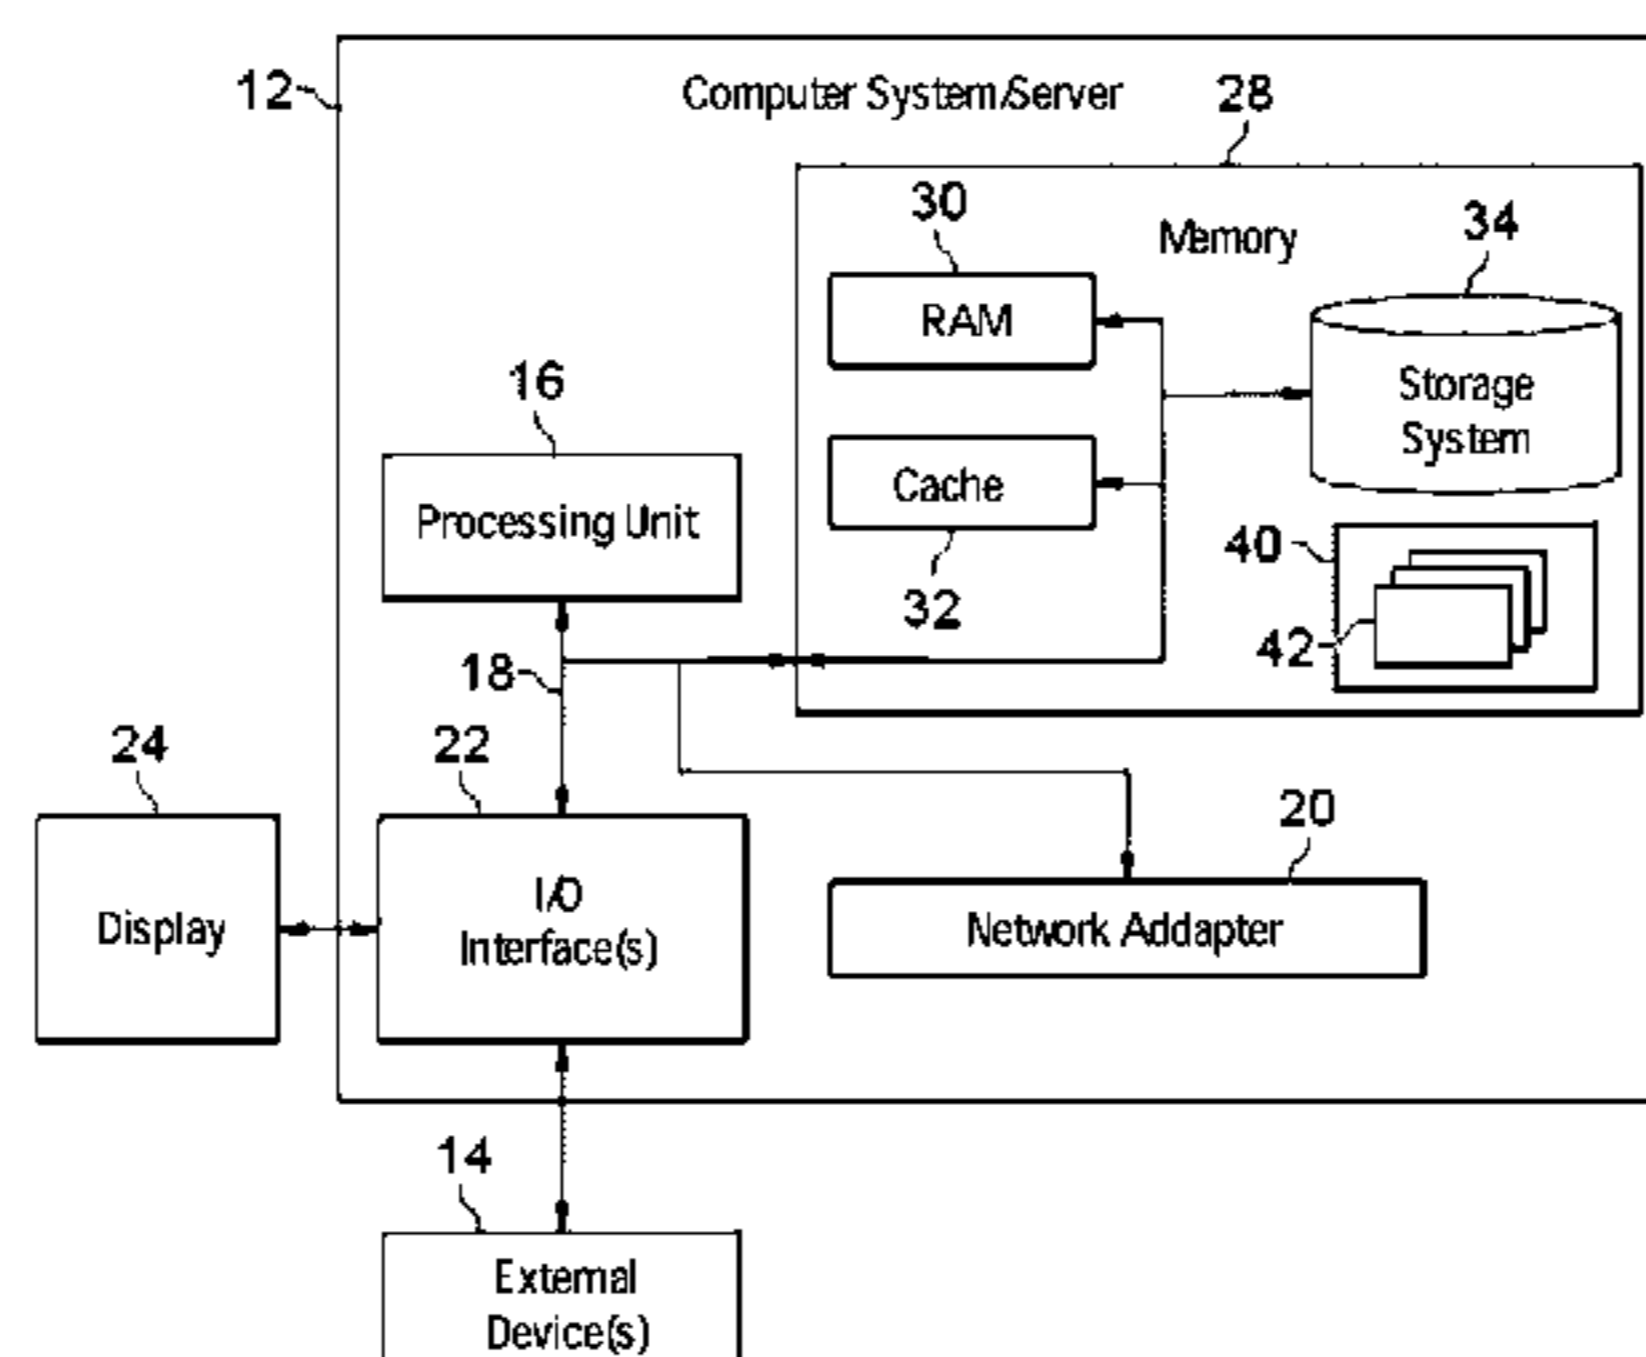 12
Computer System/Server
28
30
Memory
34
RAM
Storage
System
16
Cache
Processing Unit
40
32
42
18
24
22
20
Display
I/O
Interface(s)
Network Addapter
14
External
Device(s)